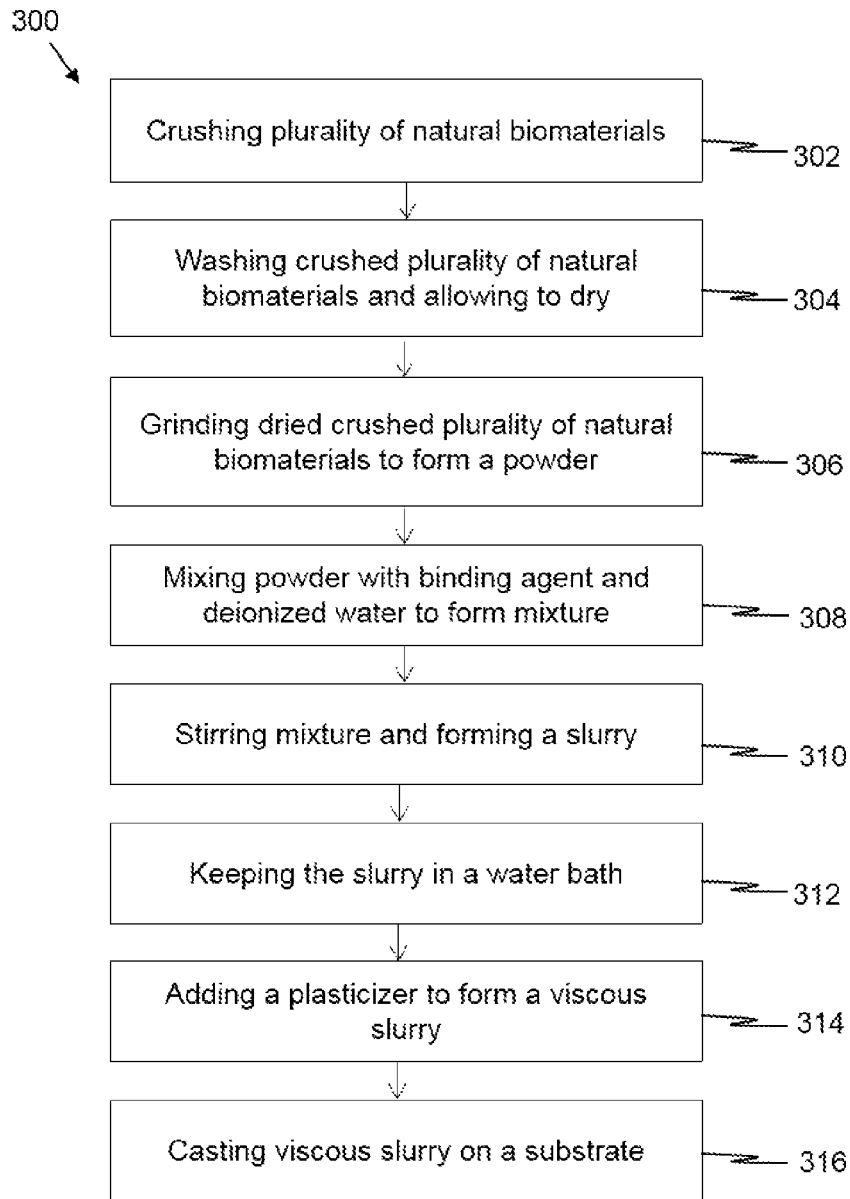 300
Crushing plurality of natural biomaterials
302
Washing crushed plurality of natural
biomaterials and allowing to dry
304
Grinding dried crushed plurality of natural
biomaterials to form a powder
306
Mixing powder with binding agent and
deionized water to form mixture
308
Stirring mixture and forming a slurry
310
Keeping the slurry in a water bath
312
Adding a plasticizer to form a viscous
slurry
314
Casting viscous slurry on a substrate
316